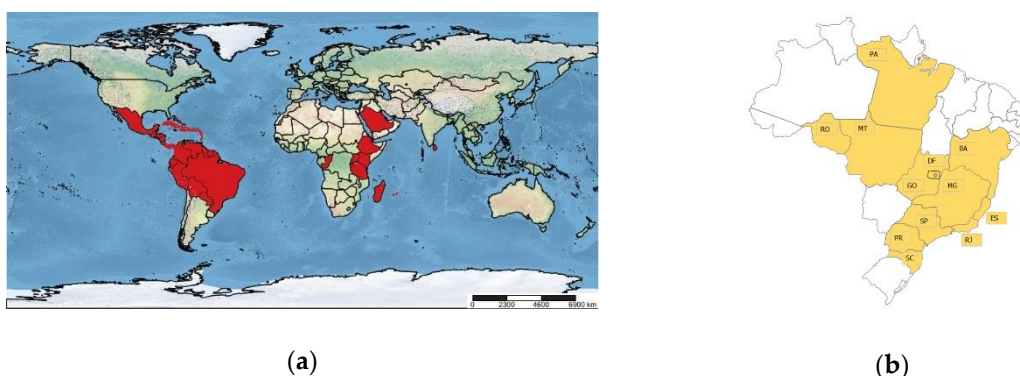 PA
RO MT
BA
DF
GO MG
SP ES
PR RJ
SC
0 2300 4600 6900 km
(a) (b)